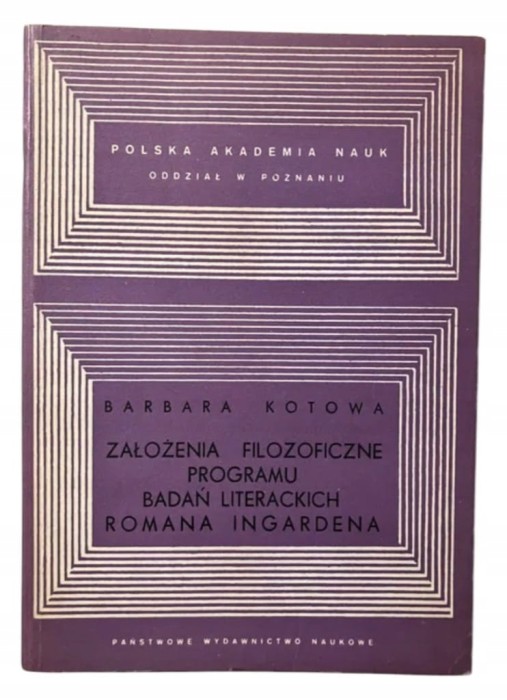 POLSKA AKADEMIA NAUK
ODDZIAŁ W POZNANIU
BARBARA KOTOWA
ZAŁOŻENIA FILOZOFICZNE
PROGRAMU
BADAŃ LITERACKICH
ROMANA INGARDENA
PAŃSTWOWE WYDAWNICTWO NAUKOWE